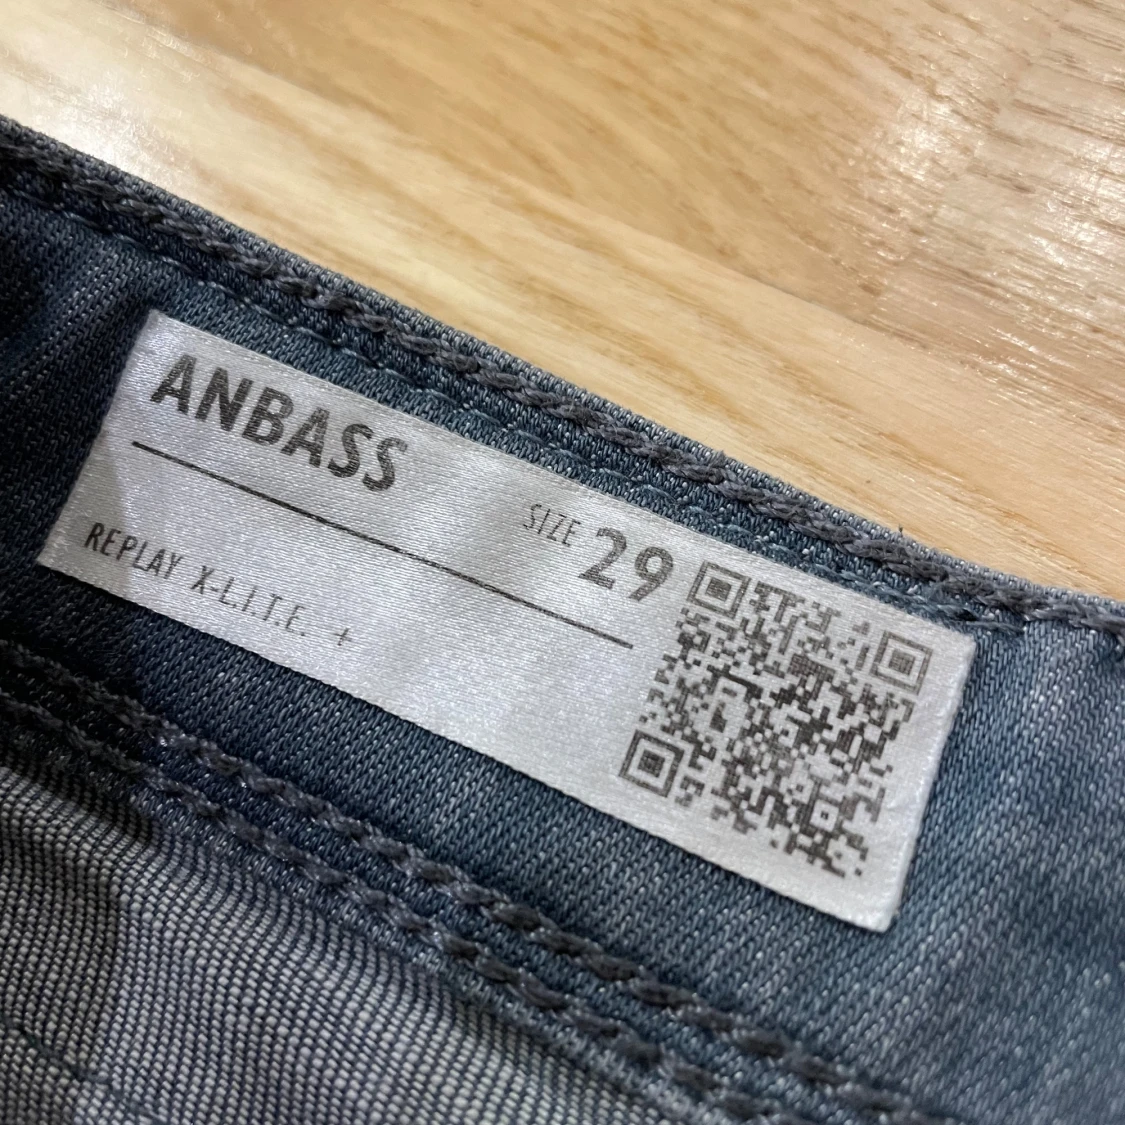 ANBASS
SIZE 29
REPLAY X-L.I.T.E. +